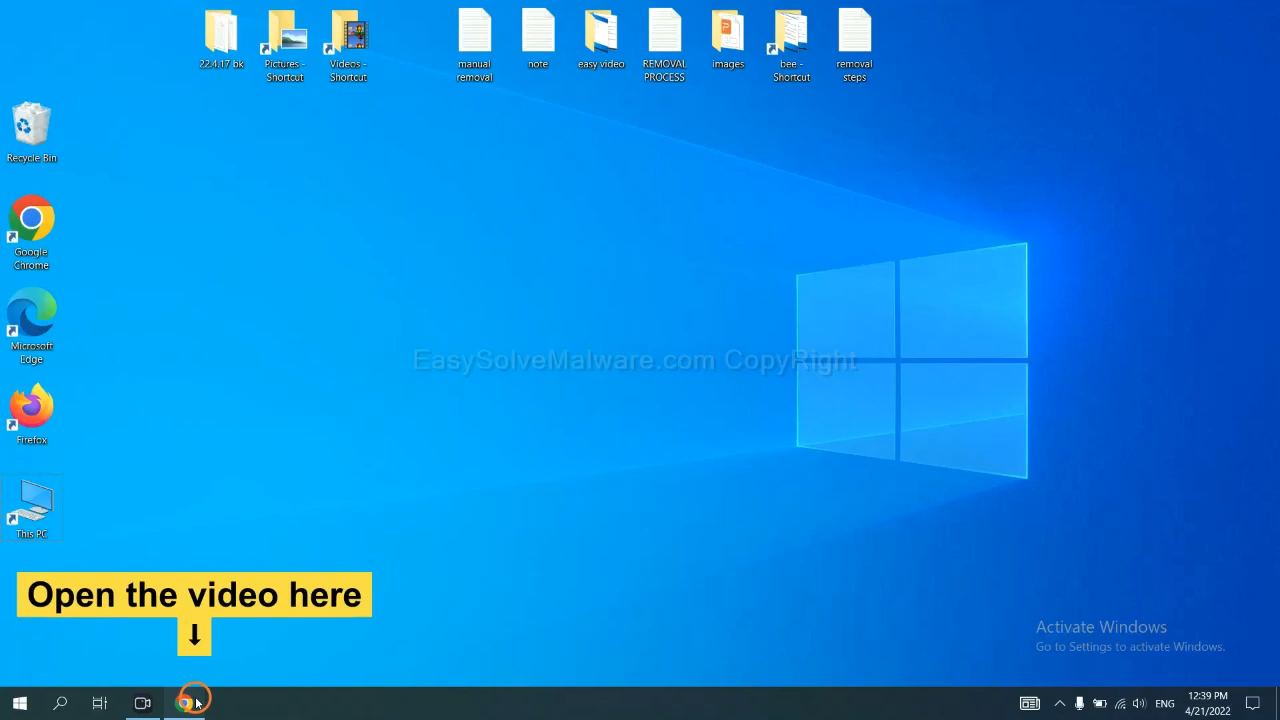 22.4.17 bk
Pictures -
Shortcut
Videos -
Shortcut
manual
removal
note
easy video
REMOVAL
PROCESS
images
bee -
Shortcut
removal
steps
Recycle Bin
Google
Chrome
Microsoft
Edge
Firefox
This PC
EasySolveMalware.com CopyRight
Open the video here
↓
Activate Windows
Go to Settings to activate Windows.
ENG
12:39 PM
4/21/2022